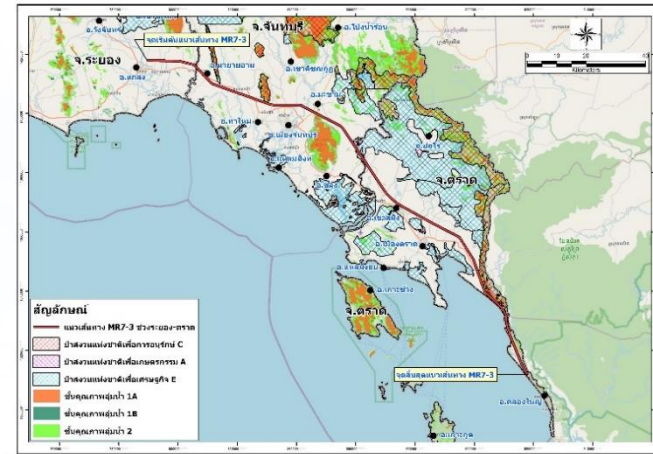 อ.วังจันทร์
จ.จันทบุรี
อ.โป่งน้ำร้อน
จุดเริ่มต้นแนวเส้นทาง MR7-3
จ.ระยอง
อ.แกลง
อ.นายายอาม
อ.เขาคิชฌกูฏ
อ.มะขาม
อ.ท่าใหม่
อ.เมืองจันทบุรี
อ.บ่อไร่
อ.แหลมสิงห์
อ.ขลุง
จ.ตราด
อ.เขาสมิง
อ.เมืองตราด
อ.แหลมงอบ
อ.เกาะช้าง
จ.ตราด
จุดสิ้นสุดแนวเส้นทาง MR7-3
อ.คลองใหญ่
อ.เกาะกูด
Kilometers
สัญลักษณ์
แนวเส้นทาง MR7-3 ช่วงระยอง-ตราด
ป่าสงวนแห่งชาติเพื่อการอนุรักษ์ C
ป่าสงวนแห่งชาติเพื่อเกษตรกรรม A
ป่าสงวนแห่งชาติเพื่อเศรษฐกิจ E
ชั้นคุณภาพลุ่มน้ำ 1A
ชั้นคุณภาพลุ่มน้ำ 1B
ชั้นคุณภาพลุ่มน้ำ 2